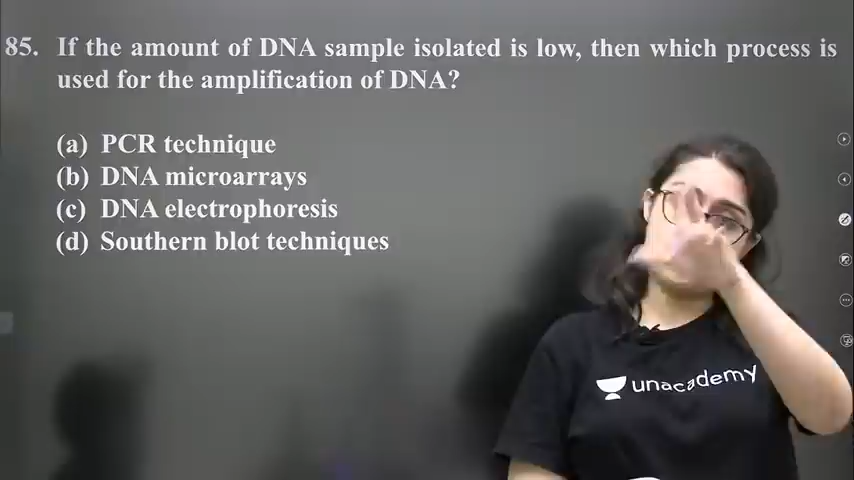 85. If the amount of DNA sample isolated is low, then which process is
used for the amplification of DNA?
(a) PCR technique
(b) DNA microarrays
(c) DNA electrophoresis
(d) Southern blot techniques
unacademy